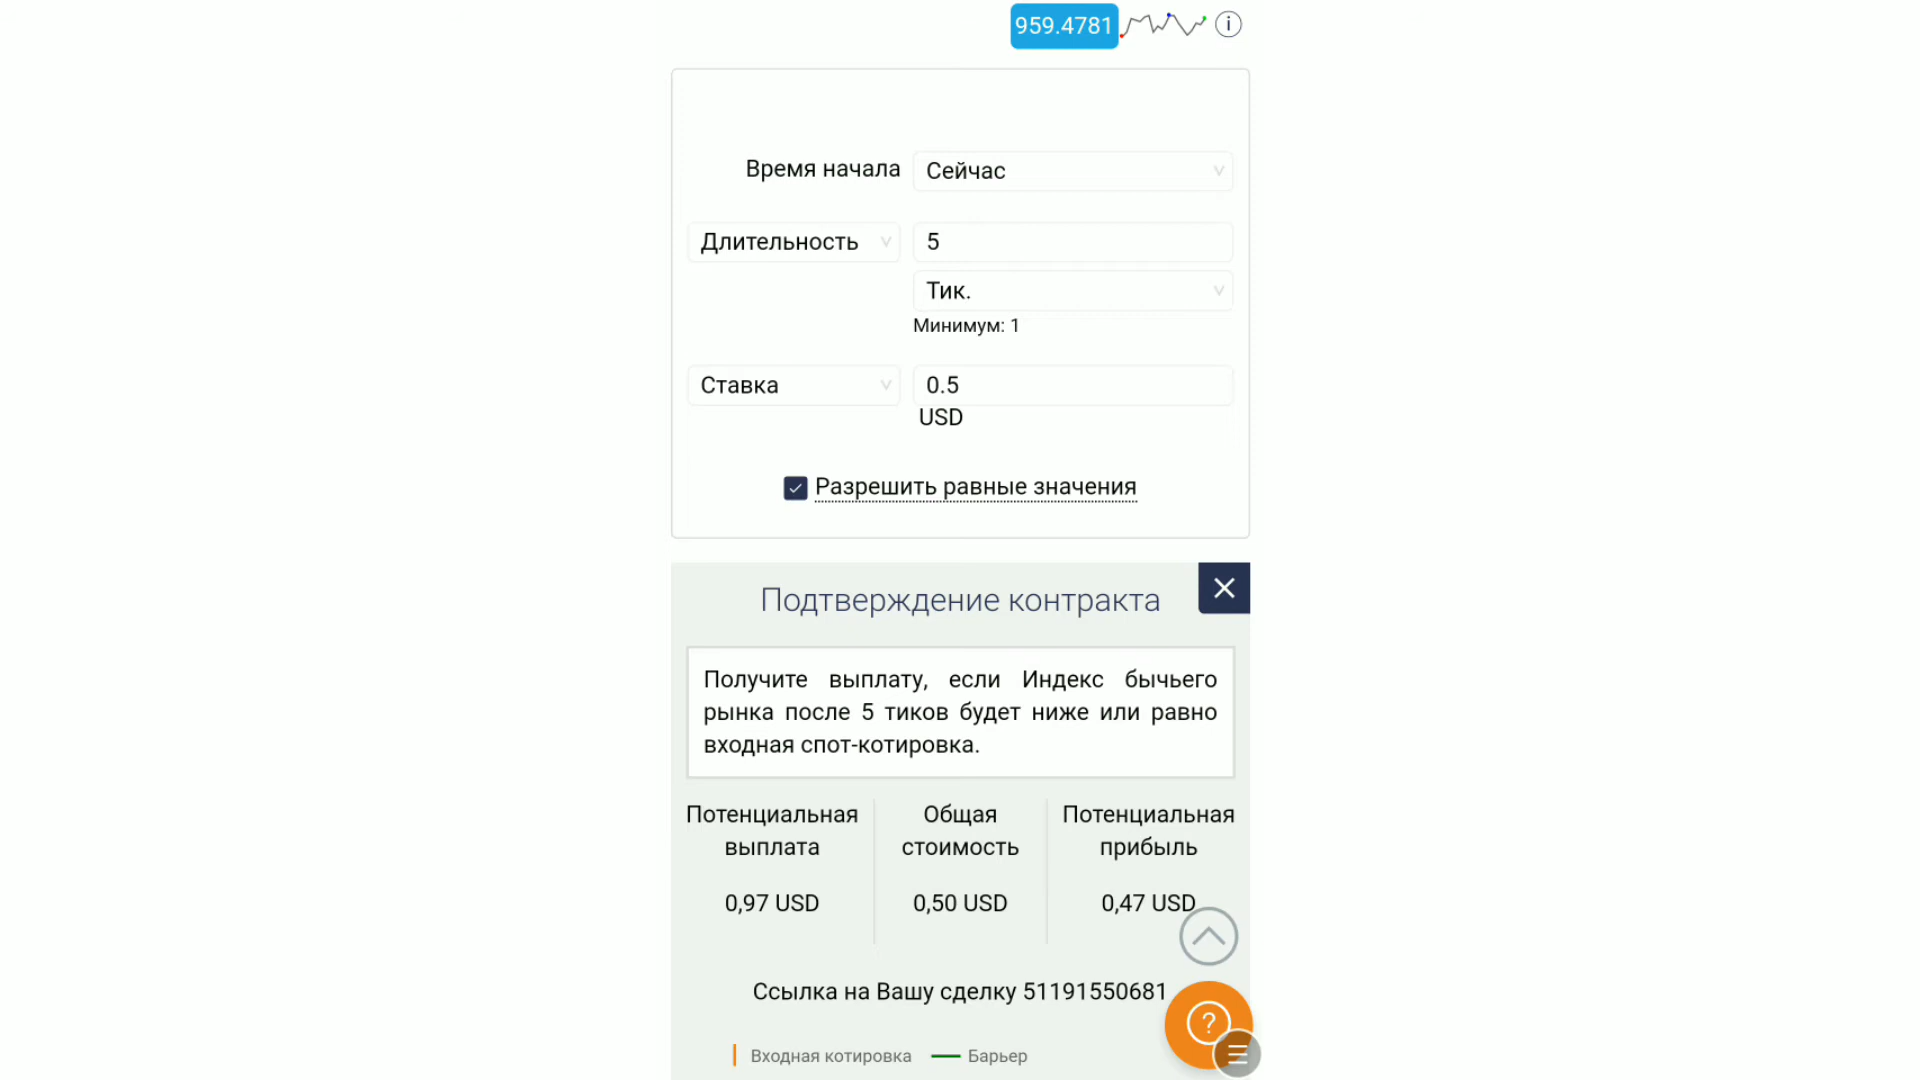 959.4781
Время начала
Сейчас
Длительность
5
Тик.
Минимум: 1
Ставка
0.5
USD
Разрешить равные значения
Подтверждение контракта
Получите выплату, если Индекс бычьего
рынка после 5 тиков будет ниже или равно
входная спот-котировка.
Потенциальная
выплата
0,97 USD
Общая
стоимость
0,50 USD
Потенциальная
прибыль
0,47 USD
Ссылка на Вашу сделку 51191550681
Входная котировка
Барьер